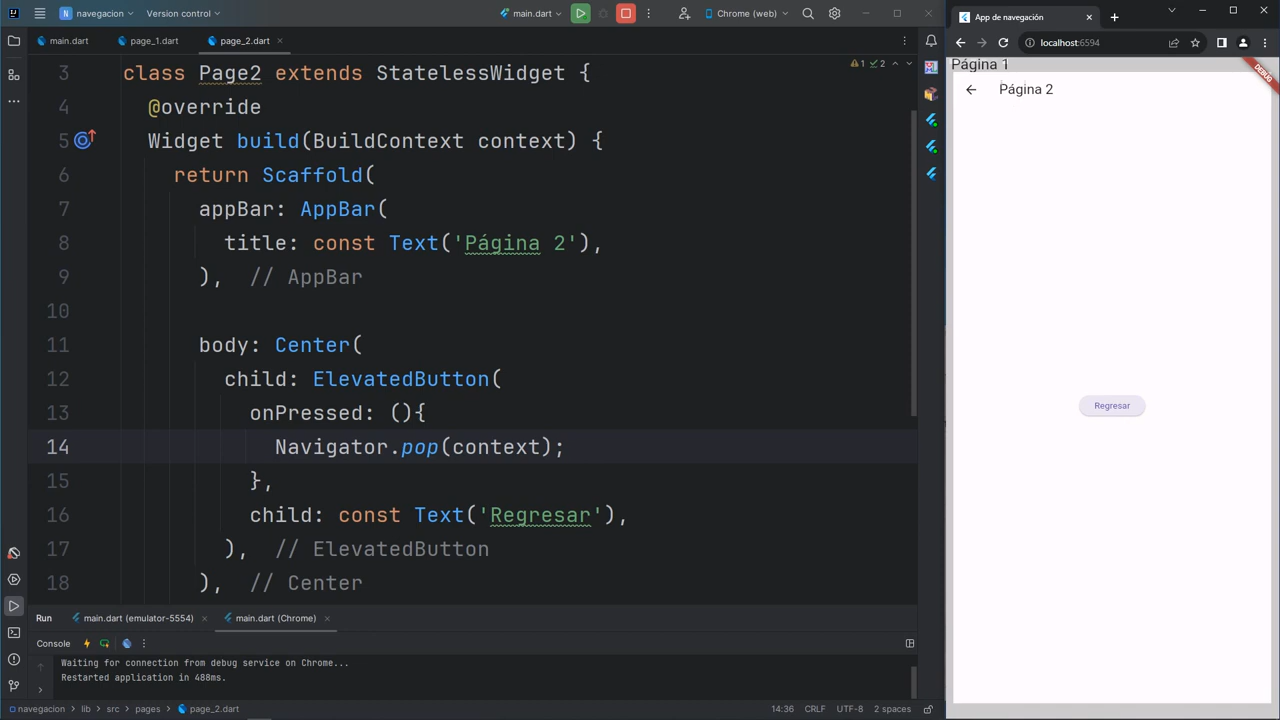 navegacion
Version control
main.dart
Chrome (web)
main.dart
page_1.dart
page_2.dart
1
2
3
class Page2 extends StatelessWidget {
4
@override
5
Widget build(BuildContext context) {
6
return Scaffold(
7
appBar: AppBar(
8
title: const Text('Página 2'),
9
), // AppBar
10
11
body: Center(
12
child: ElevatedButton(
13
onPressed: (){
14
Navigator.pop(context);
15
},
16
child: const Text('Regresar'),
17
), // ElevatedButton
18
), // Center
Run
main.dart (emulator-5554)
main.dart (Chrome)
Console
Waiting for connection from debug service on Chrome...
Restarted application in 488ms.
navegacion > lib > src > pages > page_2.dart
14:36
CRLF
UTF-8
2 spaces
App de navegación
localhost:6594
Página 1
DEBUG
Página 2
Regresar